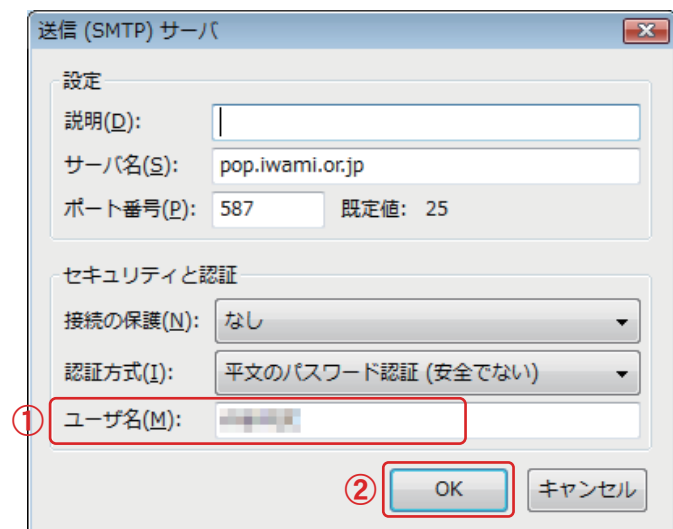 送信 (SMTP) サーバ
設定
説明(D):
サーバ名(S): pop.iwami.or.jp
ポート番号(P): 587 既定値: 25
セキュリティと認証
接続の保護(N): なし
認証方式(I): 平文のパスワード認証 (安全でない)
① ユーザ名(M):
② OK キャンセル